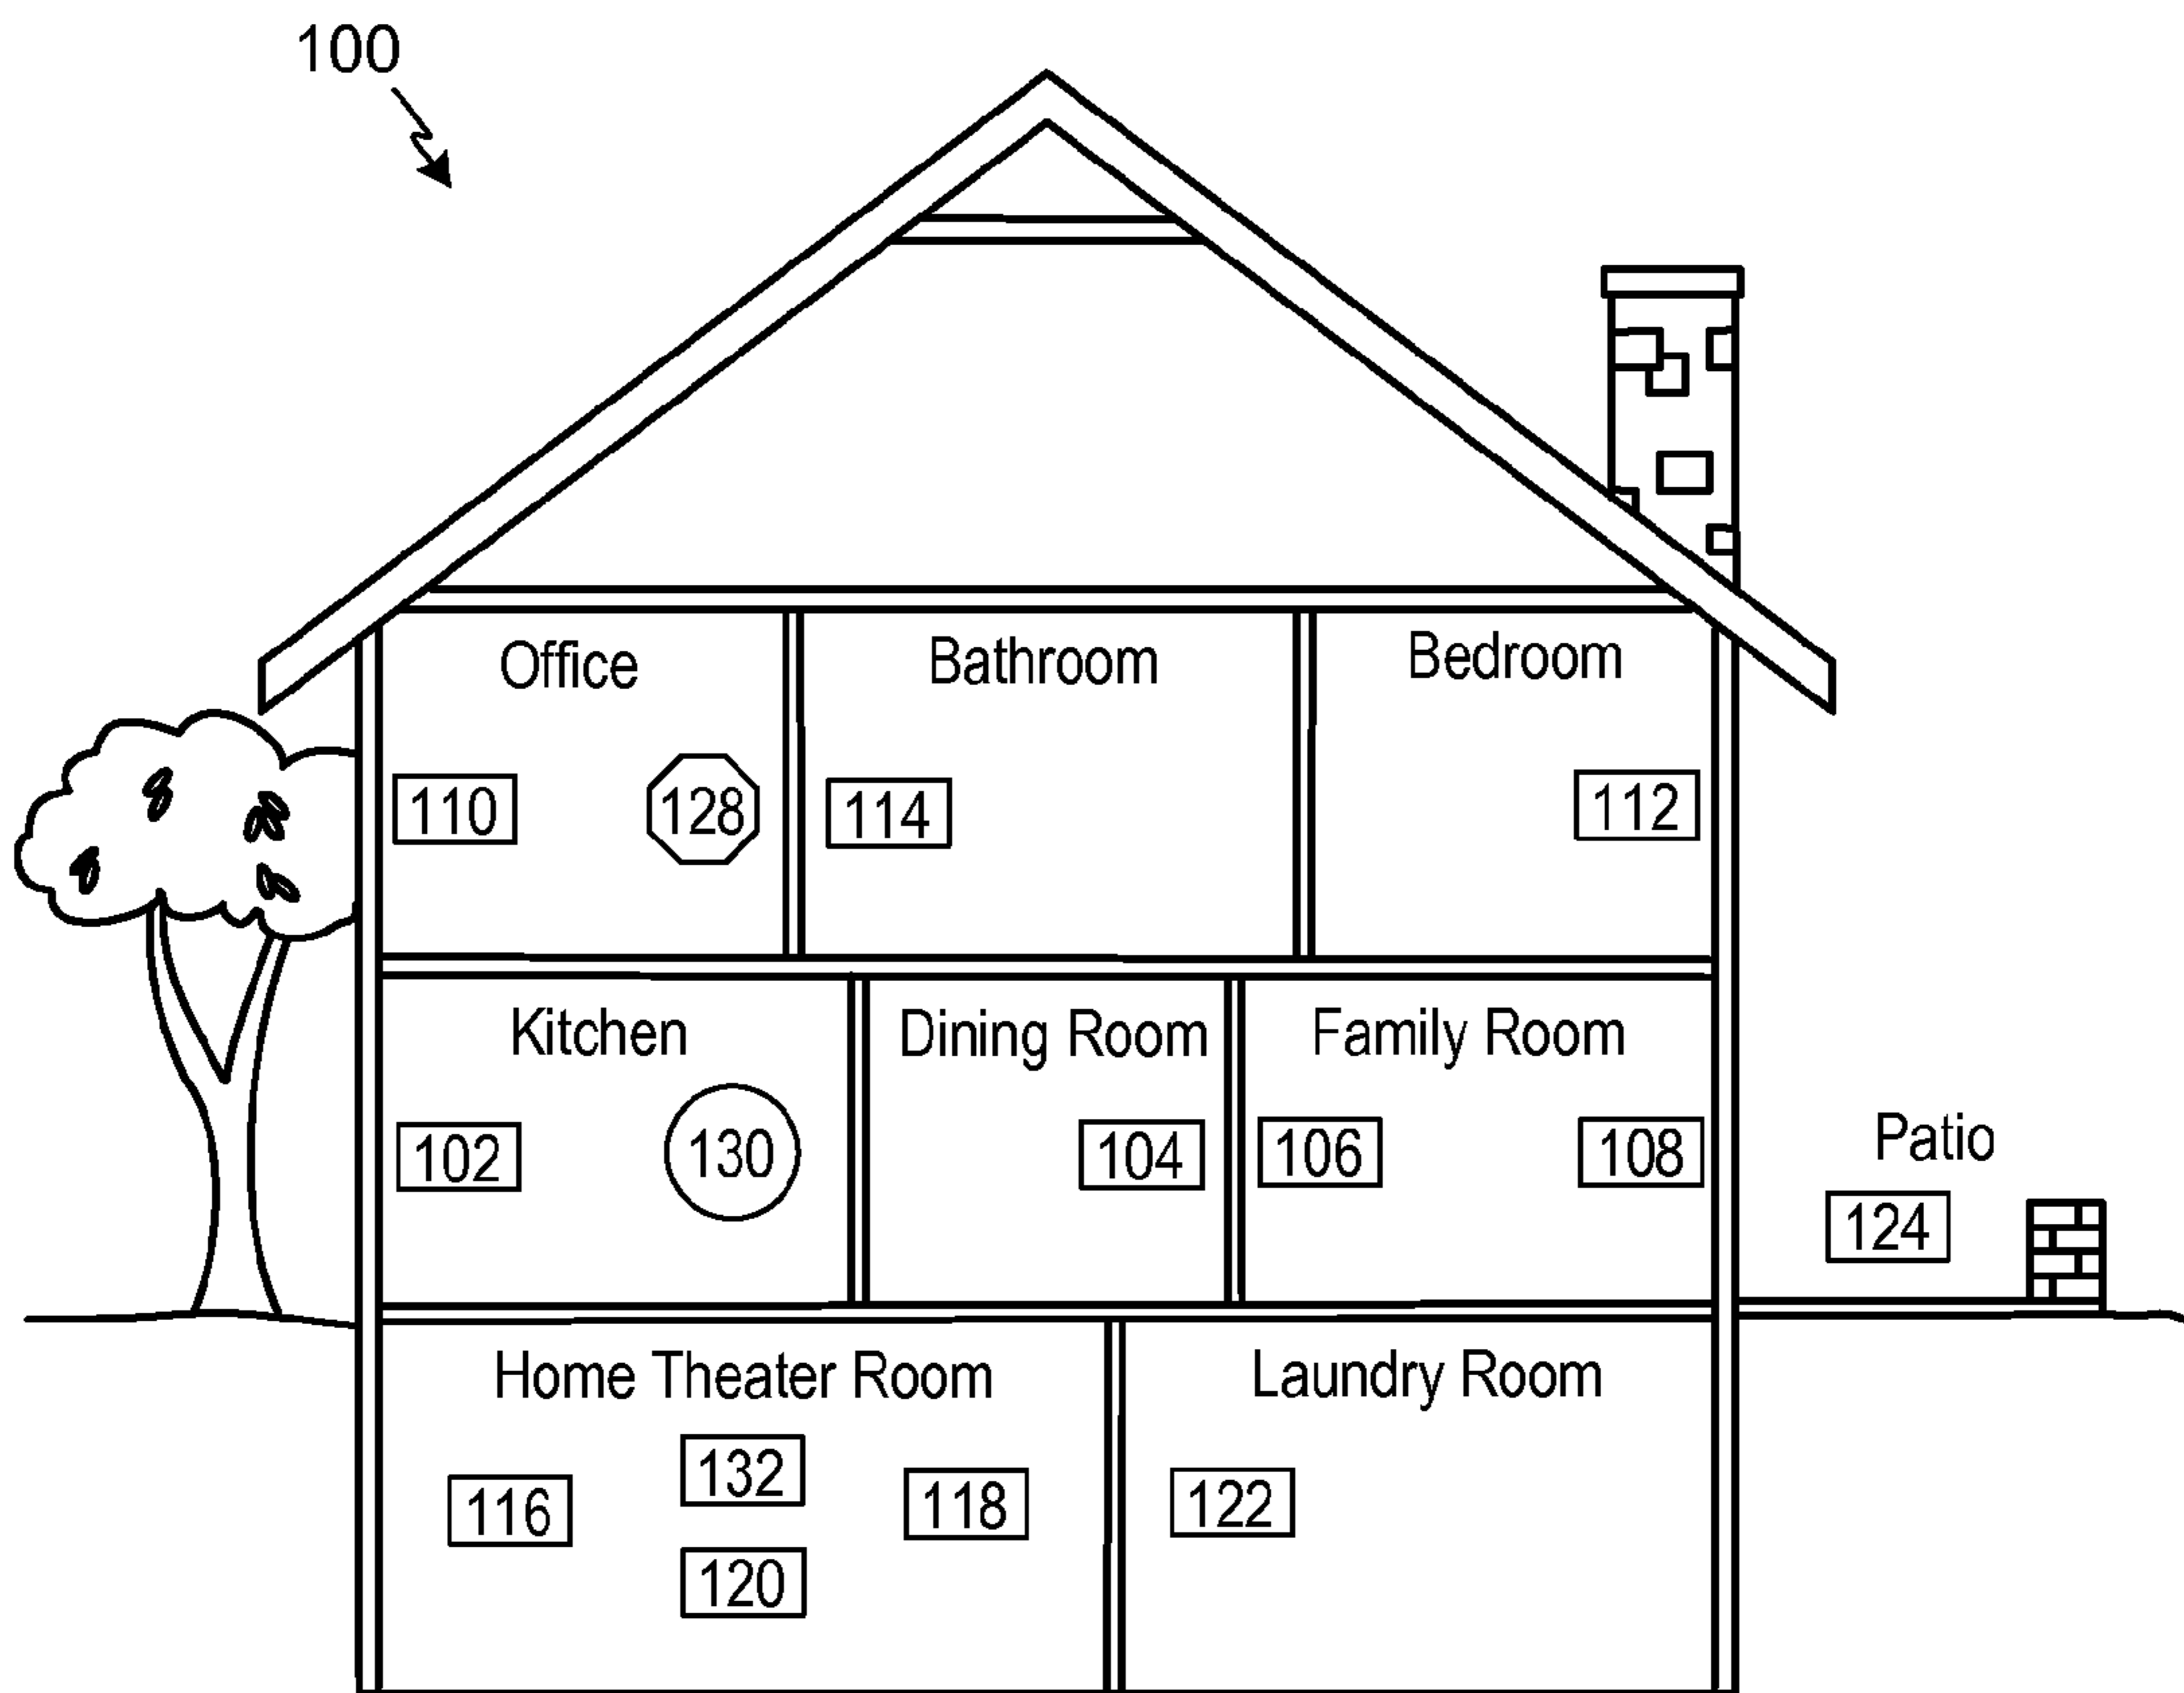 100
Office
Bathroom
Bedroom
110
128
114
112
Kitchen
Dining Room
Family Room
102
130
104
106
108
Patio
124
Home Theater Room
Laundry Room
132
116
118
122
120